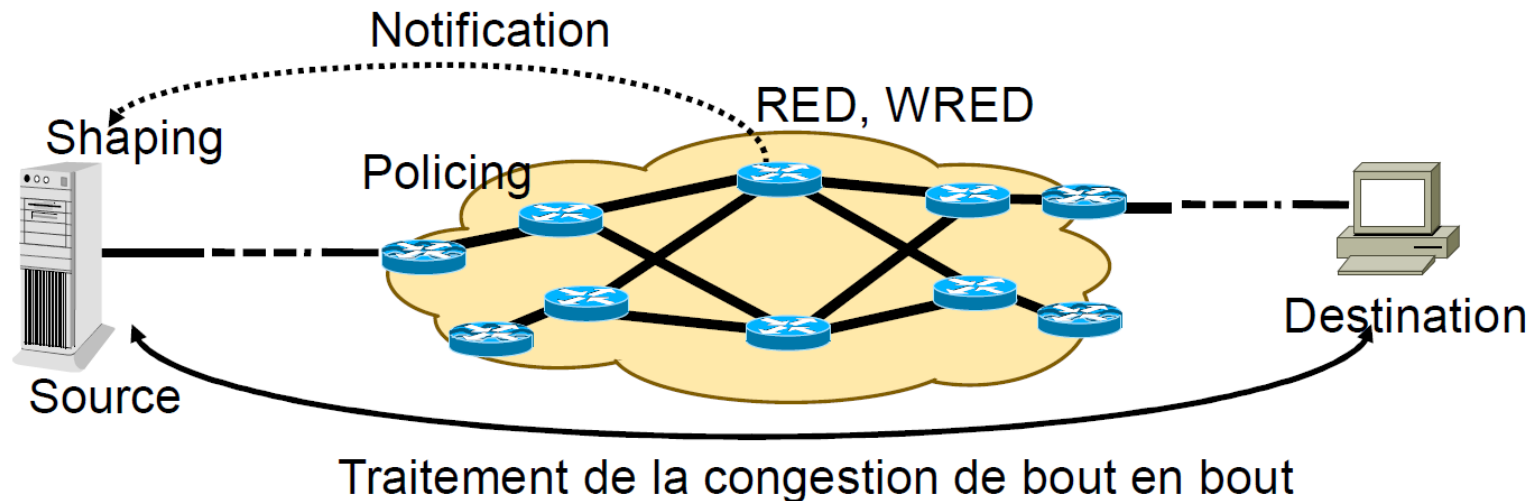 Notification
RED, WRED
Shaping
Policing
Destination
Source
Traitement de la congestion de bout en bout